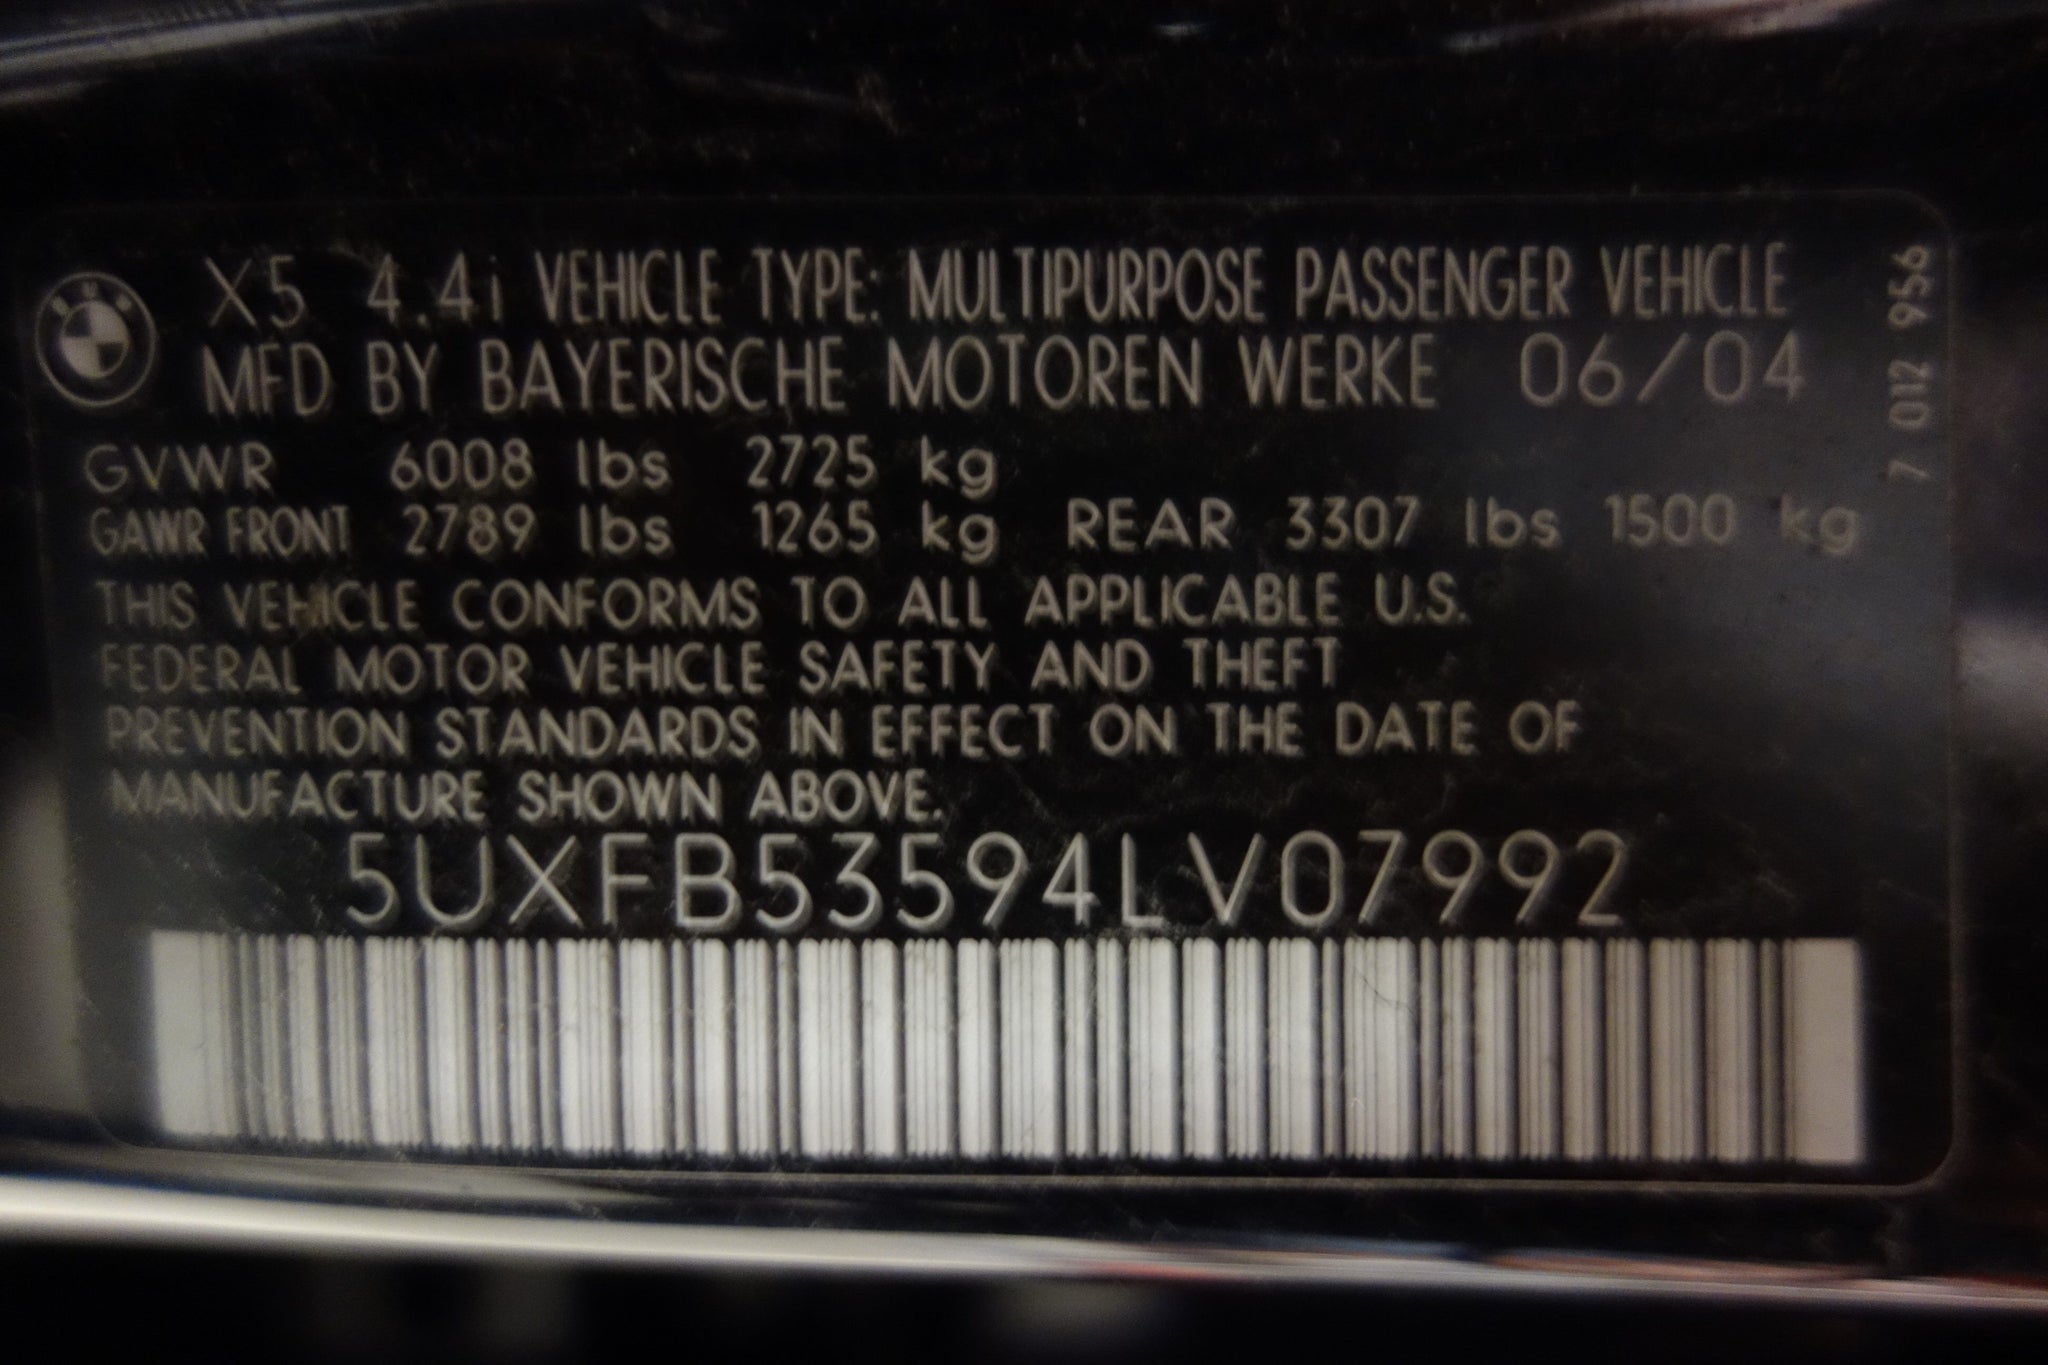 X5 4.4i VEHICLE TYPE: MULTIPURPOSE PASSENGER VEHICLE
MFD BY BAYERISCHE MOTOREN WERKE 06/04
GVWR 6008 lbs 2725 kg
GAWR FRONT 2789 lbs 1265 kg REAR 3307 lbs 1500 kg
THIS VEHICLE CONFORMS TO ALL APPLICABLE U.S.
FEDERAL MOTOR VEHICLE SAFETY AND THEFT
PREVENTION STANDARDS IN EFFECT ON THE DATE OF
MANUFACTURE SHOWN ABOVE.
5UXFB53594LV07992
7 012 956
BMW